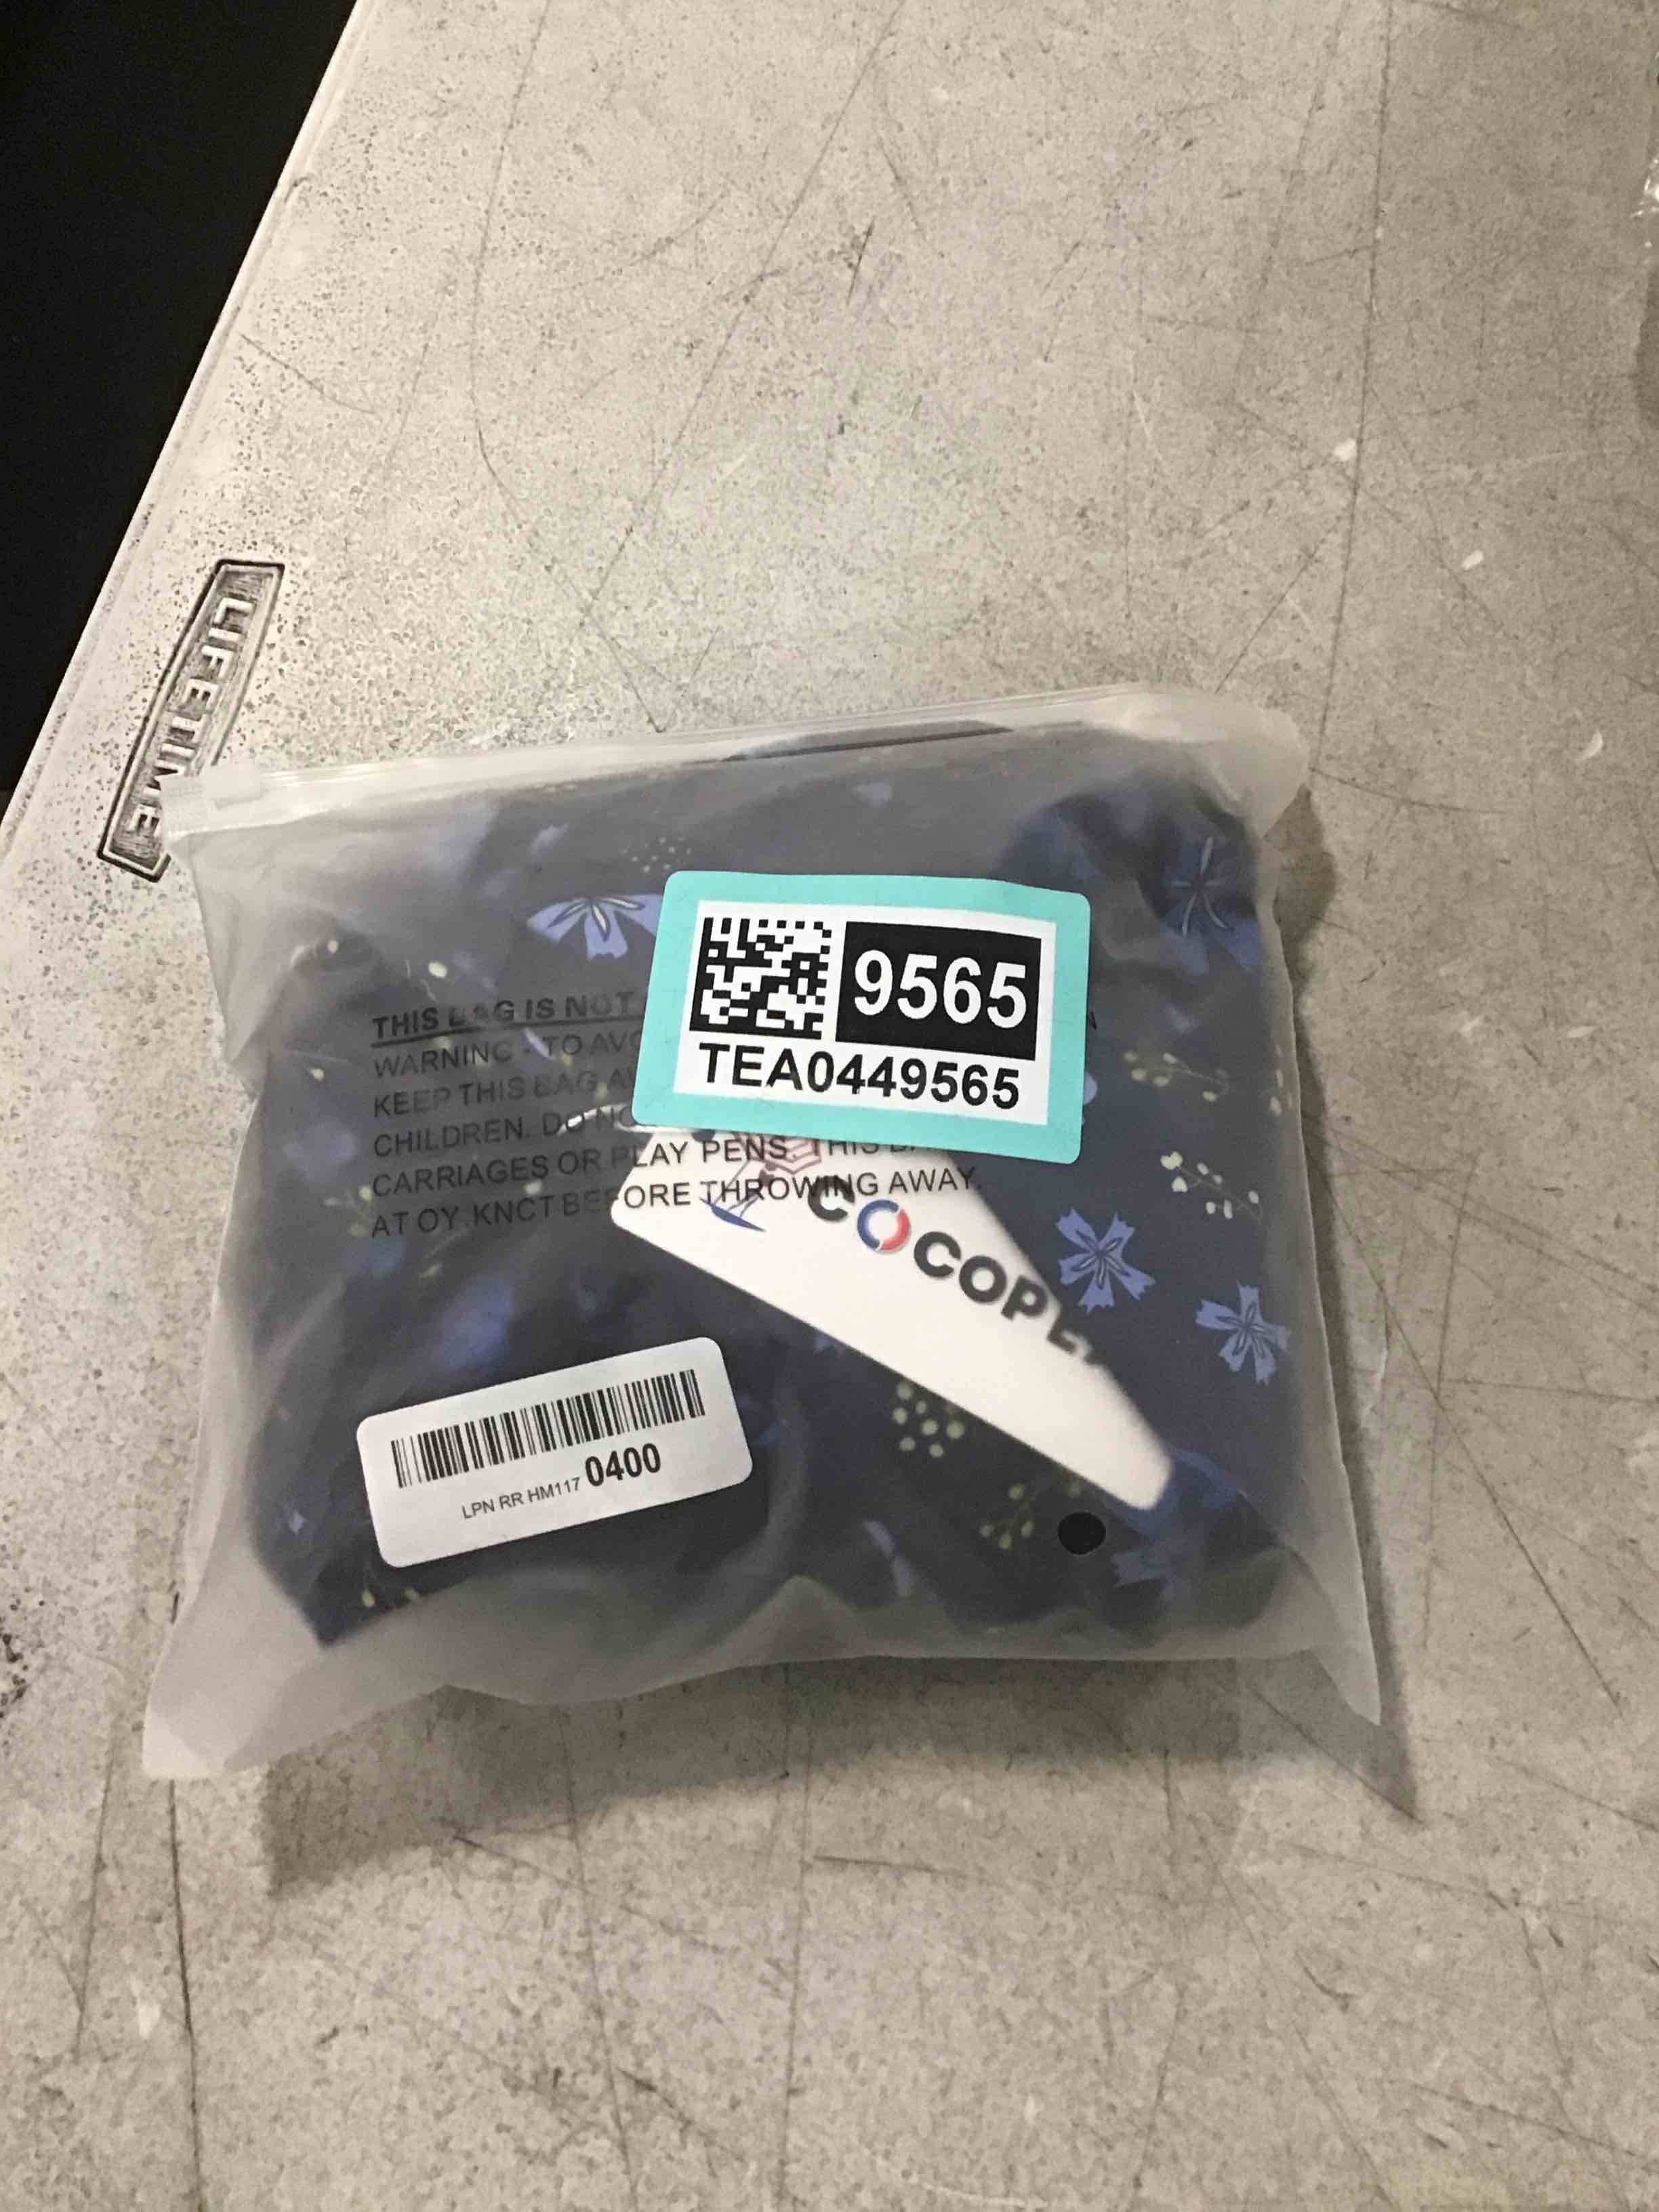 LIFETIME
9565
TEA0449565
THIS BAG IS NOT
WARNING - TO
KEEP THIS BAG
CHILDREN. DO
CARRIAGES OR PLAY PENS. THIS
AT OY KNCT BEFORE THROWING AWAY.
COCOPE
LPN RR HM117 0400